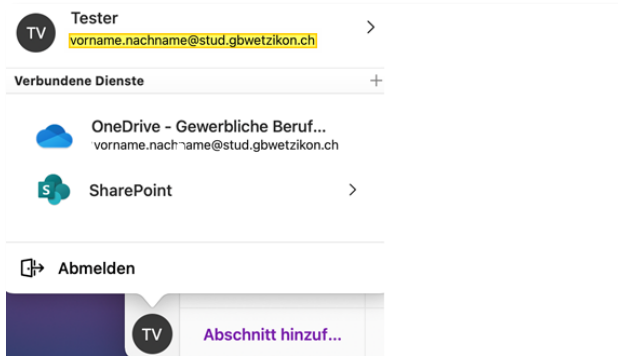 TV
Tester
vorname.nachname@stud.gbwetzikon.ch
Verbundene Dienste
OneDrive - Gewerbliche Beruf...
vorname.nachname@stud.gbwetzikon.ch
S
SharePoint
Abmelden
TV
Abschnitt hinzuf...